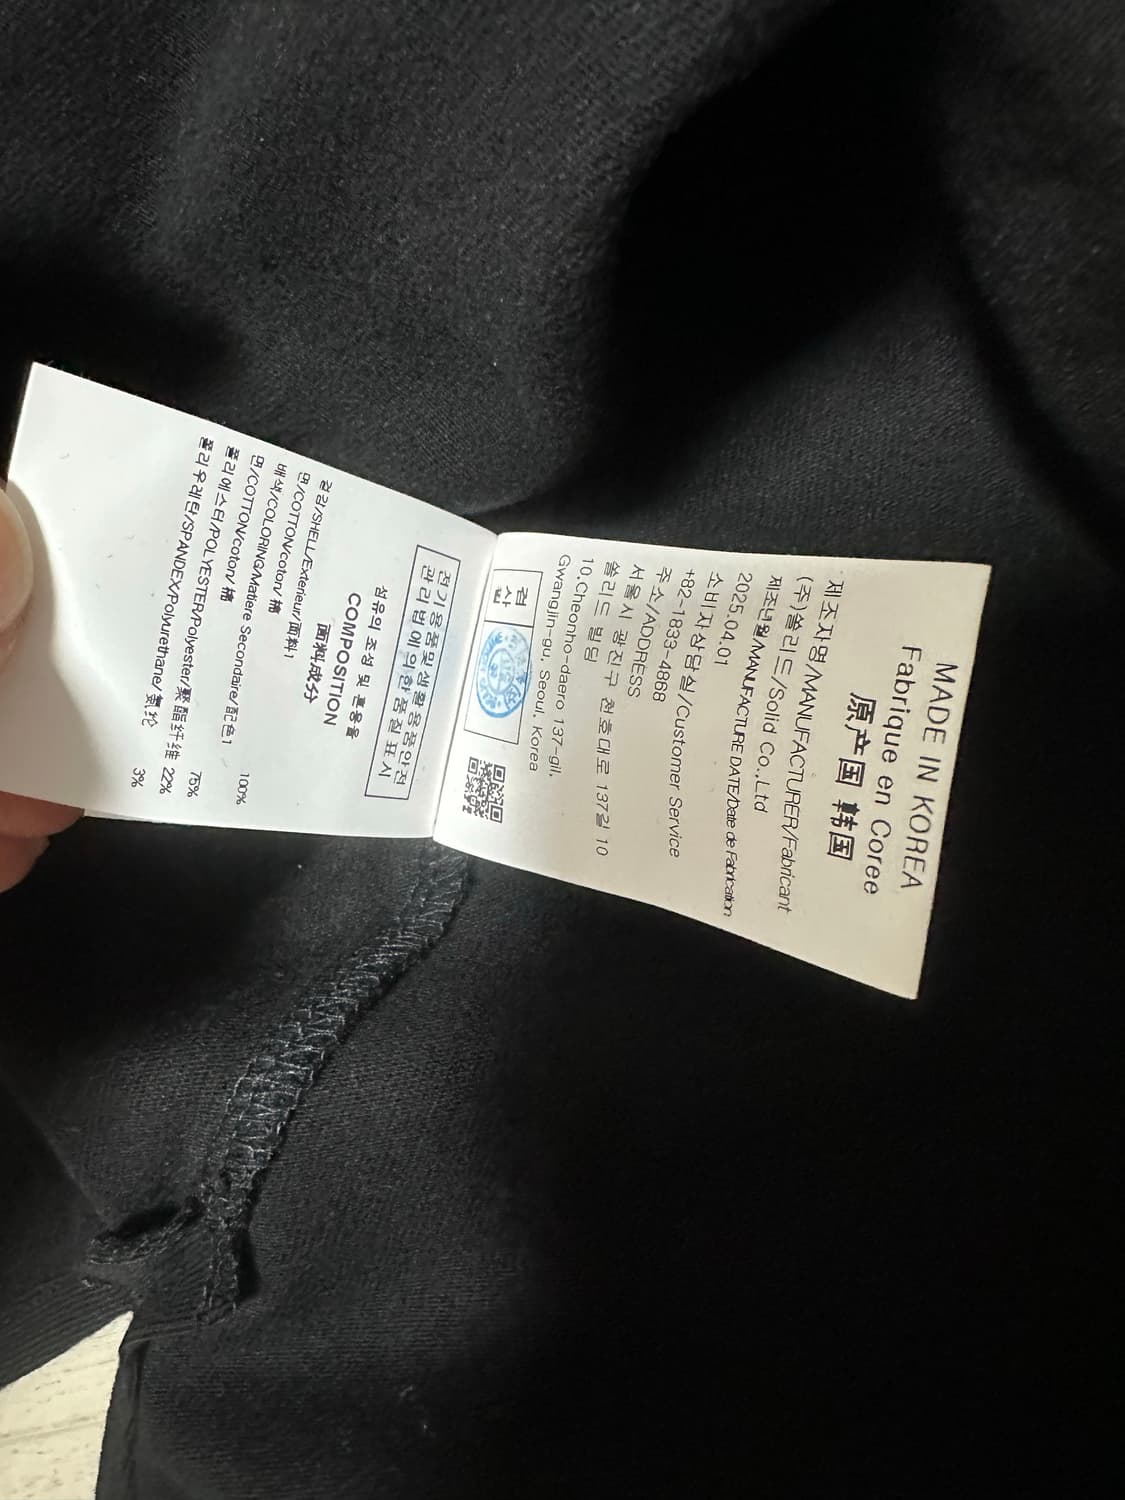 MADE IN KOREA
Fabrique en Coree
原产国 韩国
제조자명/MANUFACTURER/Fabricant
(주)쏠리드/Solid Co.,Ltd
제조년월/MANUFACTURE DATE/Date de Fabrication
2025.04.01
소비자상담실/Customer Service
+82-1833-4868
주소/ADRESS
서울시 광진구 천호대로 137길 10
쏠리드 빌딩
10,Cheonho-daero 137-gil,
Gwangjin-gu, Seoul, Korea
검사필
전기용품및생활용품안전
관리법에의한품질표시
섬유의 조성 및 혼용율
COMPOSITION
面料成分
겉감/SHELL/Exterieur/面料1
면/COTTON/coton/ 棉 100%
배색/COLORING/Matiere Secondaire/配色1
면/COTTON/coton/ 棉 75%
폴리에스터/POLYESTER/Polyester/聚酯纤维 22%
폴리우레탄/SPANDEX/Polyurethane/氨纶 3%